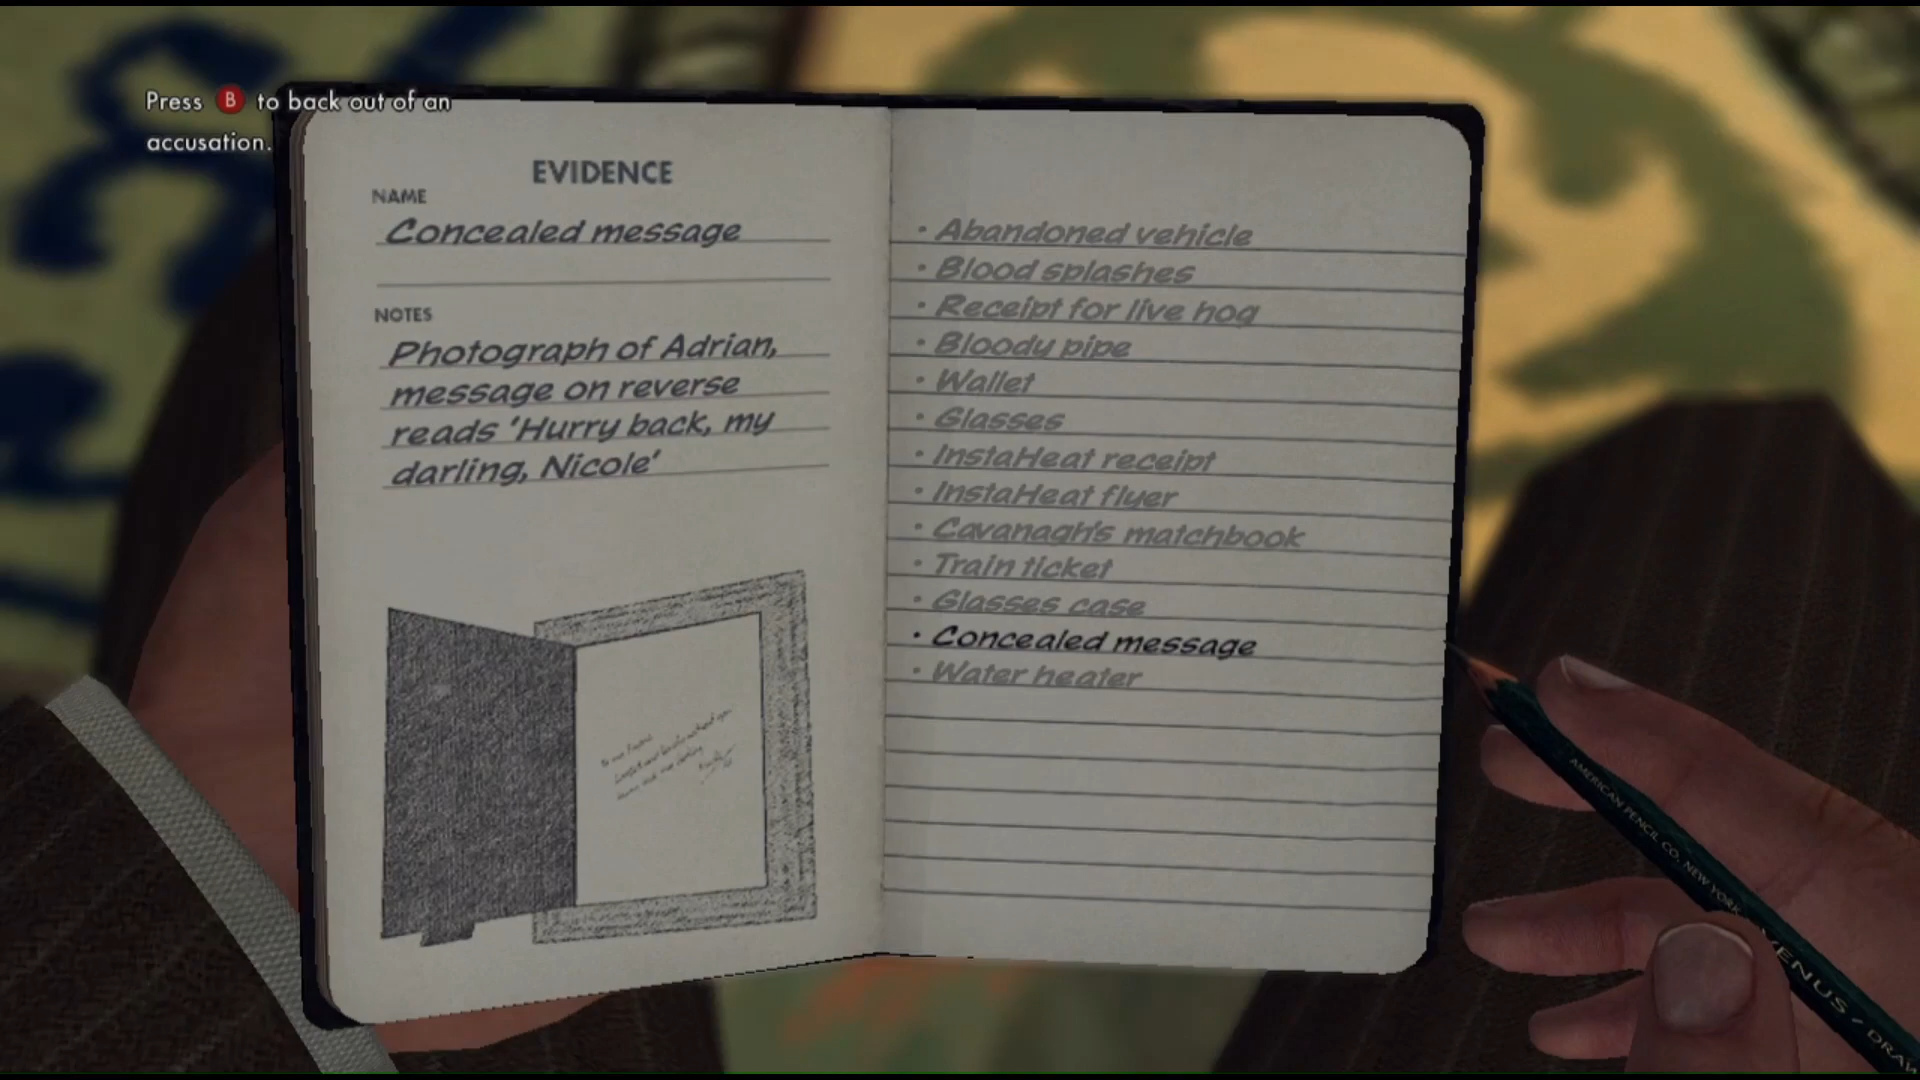 Press B to back out of an
accusation.
EVIDENCE
NAME
Concealed message
NOTES
Photograph of Adrian,
message on reverse
reads 'Hurry back, my
darling, Nicole'
• Abandoned vehicle
• Blood splashes
• Receipt for live hog
• Bloody pipe
• Wallet
• Glasses
• InstaHeat receipt
• InstaHeat flyer
• Cavanagh's matchbook
• Train ticket
• Glasses case
• Concealed message
• Water heater
AMERICAN PENCIL CO. NEW YORK VENUS / DRAW